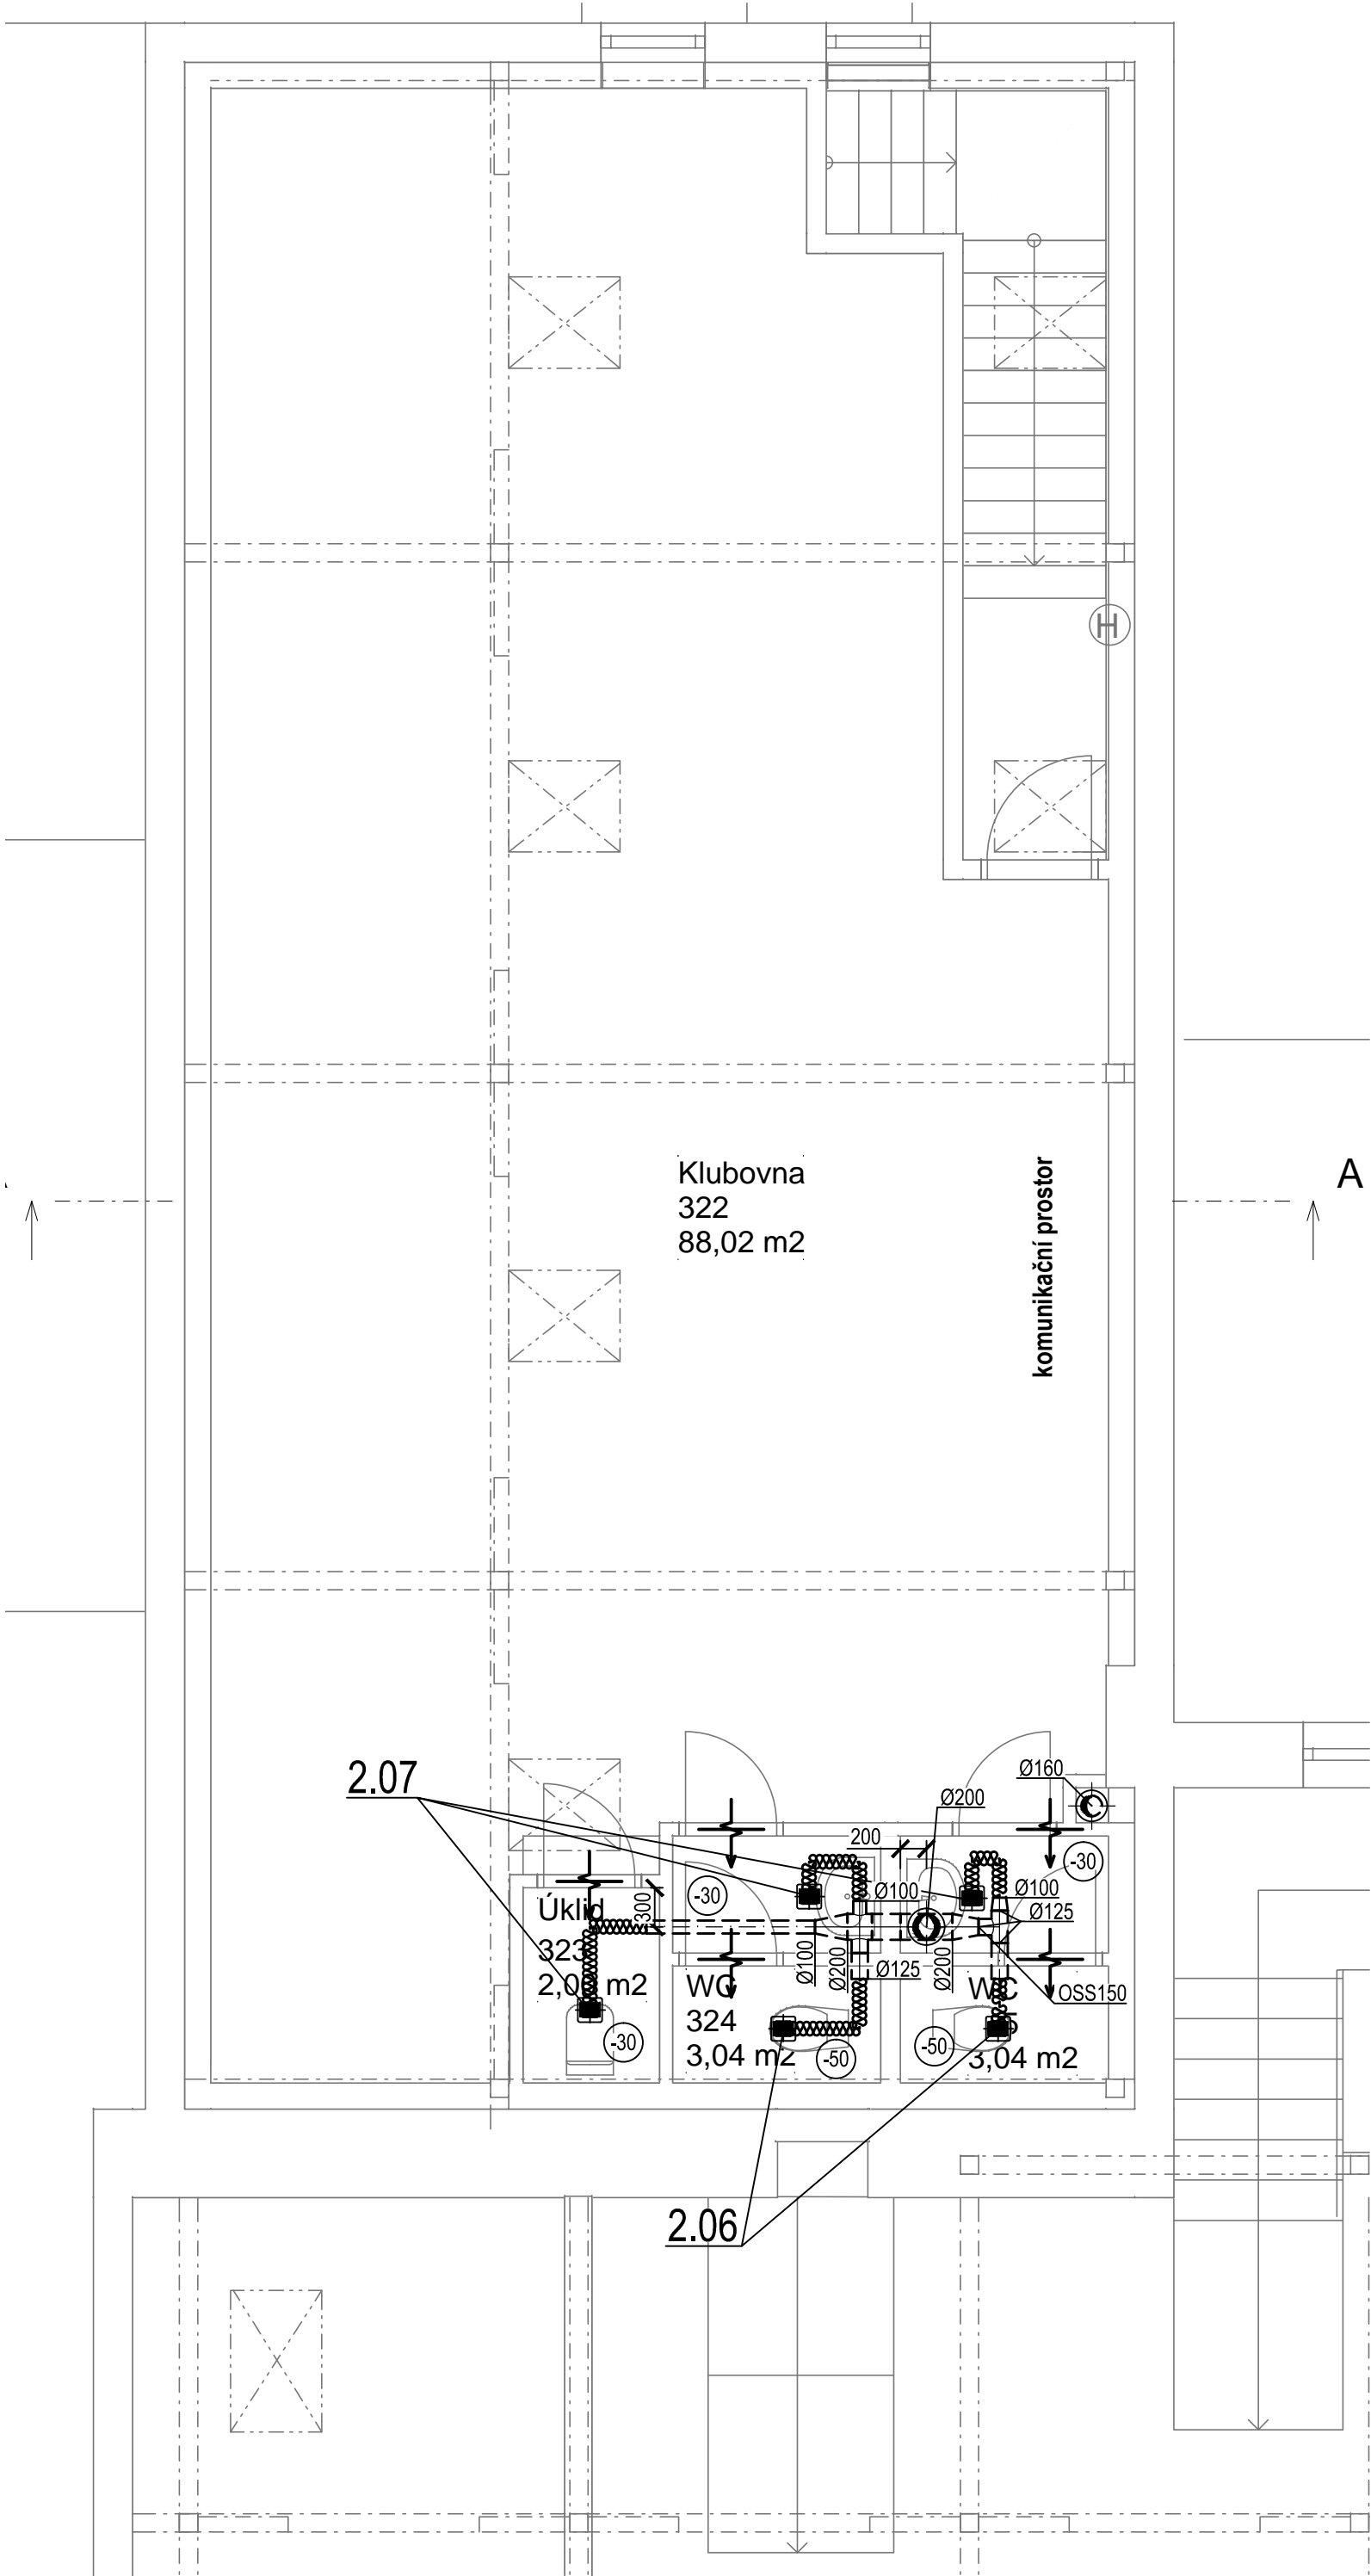 H
Klubovna
322
88,02 m2
komunikační prostor
A
2.07
Ø160
Ø200
200
-30
-30
Ø100
Ø100
Ø125
300
Úklid
323
2,00 m2
Ø100
Ø200
Ø125
Ø200
OSS150
WC
324
3,04 m2
WC
3,04 m2
-30
-50
-50
2.06